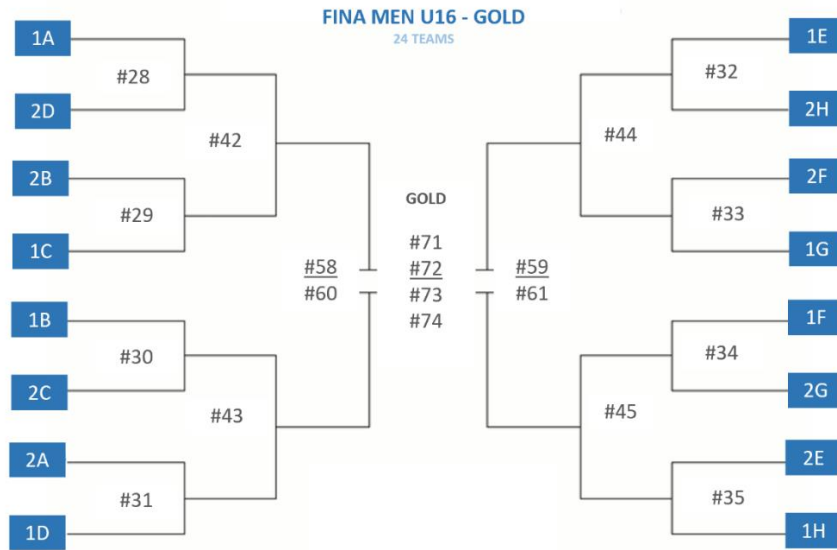 FINA MEN U16 - GOLD
24 TEAMS
1A
#28
2D
#42
2B
#29
1C
#58
#60
1B
#30
2C
#43
2A
#31
1D
GOLD
#71
#72
#73
#74
1E
#32
2H
#44
2F
#33
1G
#59
#61
1F
#34
2G
#45
2E
#35
1H